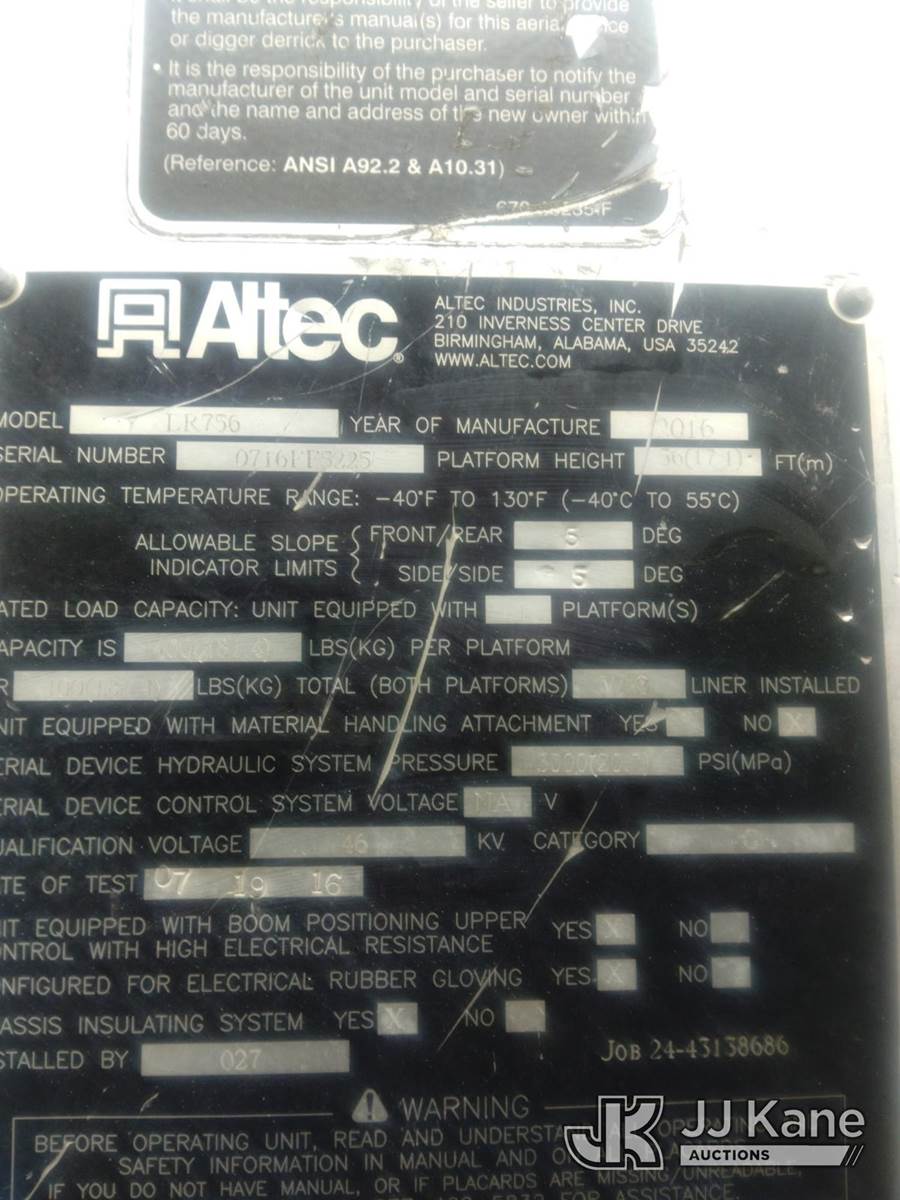 the manufacturer's manual(s) for this aerial
or digger derrick to the purchaser.
• It is the responsibility of the purchaser to notify the
manufacturer of the unit model and serial number
and the name and address of the new owner within
60 days.
(Reference: ANSI A92.2 & A10.31)
Altec
ALTEC INDUSTRIES, INC.
210 INVERNESS CENTER DRIVE
BIRMINGHAM, ALABAMA, USA 35242
WWW.ALTEC.COM
MODEL LR756 YEAR OF MANUFACTURE 2016
SERIAL NUMBER PLATFORM HEIGHT FT(m)
OPERATING TEMPERATURE RANGE: -40°F TO 130°F (-40°C TO 55°C)
ALLOWABLE SLOPE INDICATOR LIMITS
FRONT/REAR 5 DEG
SIDE/SIDE 5 DEG
ATED LOAD CAPACITY: UNIT EQUIPPED WITH PLATFORM(S)
APACITY IS LBS(KG) PER PLATFORM
R LBS(KG) TOTAL (BOTH PLATFORMS) LINER INSTALLED
NIT EQUIPPED WITH MATERIAL HANDLING ATTACHMENT YES NO X
ERIAL DEVICE HYDRAULIC SYSTEM PRESSURE PSI(MPa)
ERIAL DEVICE CONTROL SYSTEM VOLTAGE NA V
UALIFICATION VOLTAGE 46 KV CATEGORY C
TE OF TEST 07 19 16
NIT EQUIPPED WITH BOOM POSITIONING UPPER YES X NO
ONTROL WITH HIGH ELECTRICAL RESISTANCE
ONFIGURED FOR ELECTRICAL RUBBER GLOVING YES X NO
ASSIS INSULATING SYSTEM YES X NO
STALLED BY 027
JOB 24-43138686
WARNING
BEFORE OPERATING UNIT, READ AND
SAFETY INFORMATION IN MANUAL AND
IF YOU DO NOT HAVE MANUAL, OR IF PLACARDS ARE MISSING/UNREADABLE,
FOR ASSISTANCE
JK JJ Kane
AUCTIONS